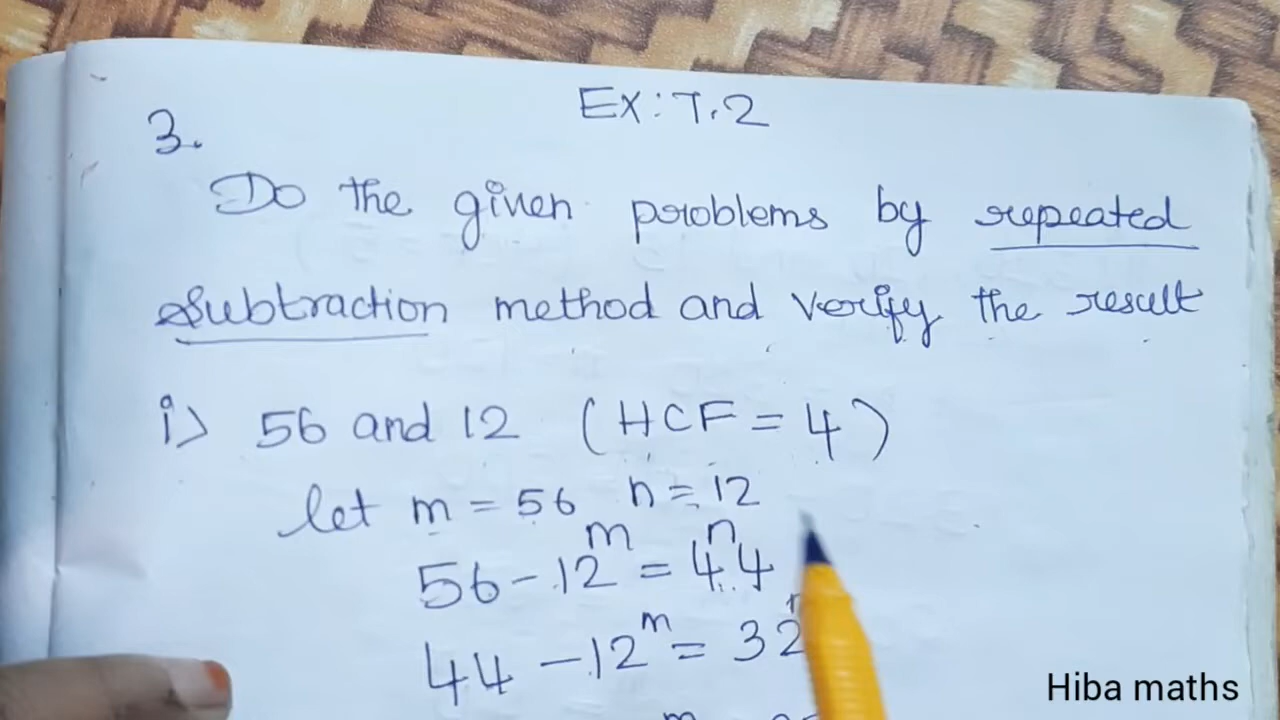 Ex: 7.2
3.
Do the given problems by repeated
Subtraction method and verify the result
i) 56 and 12 (HCF = 4)
let m = 56 n = 12
m n
56 - 12 = 44
m
44 - 12 = 32
m
Hiba maths